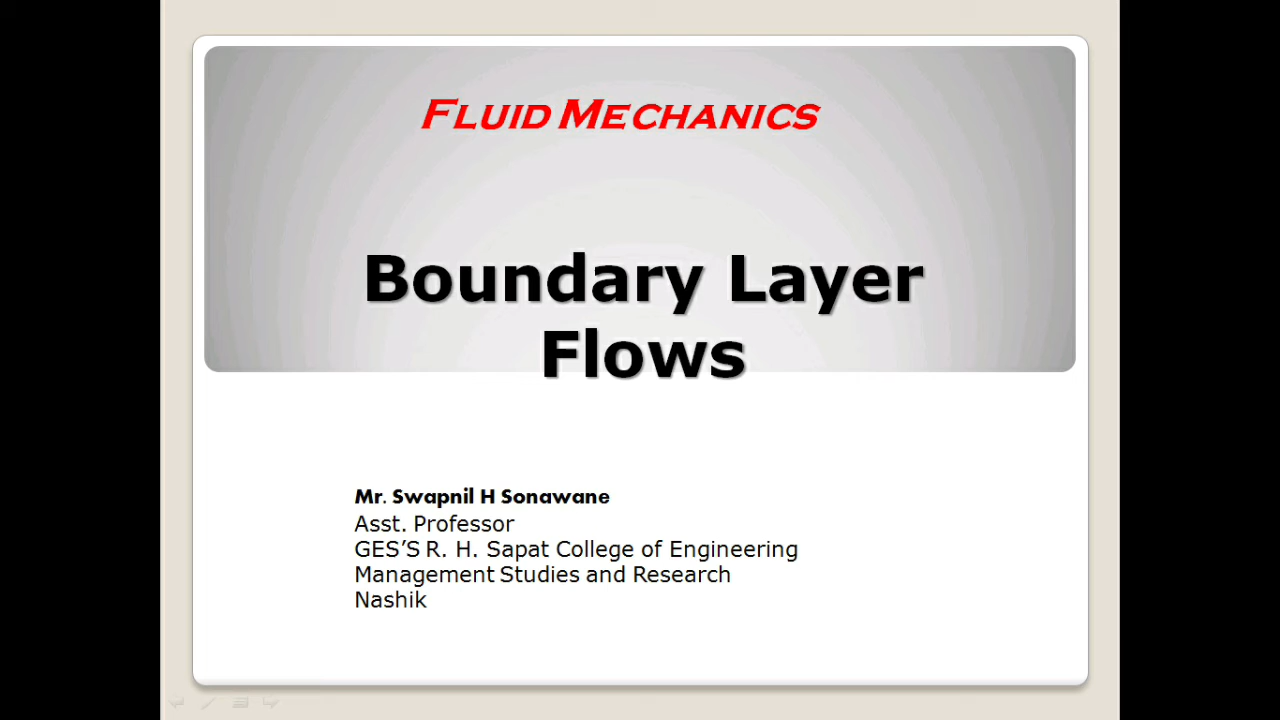 FLUID MECHANICS
Boundary Layer
Flows
Mr. Swapnil H Sonawane
Asst. Professor
GES’S R. H. Sapat College of Engineering
Management Studies and Research
Nashik